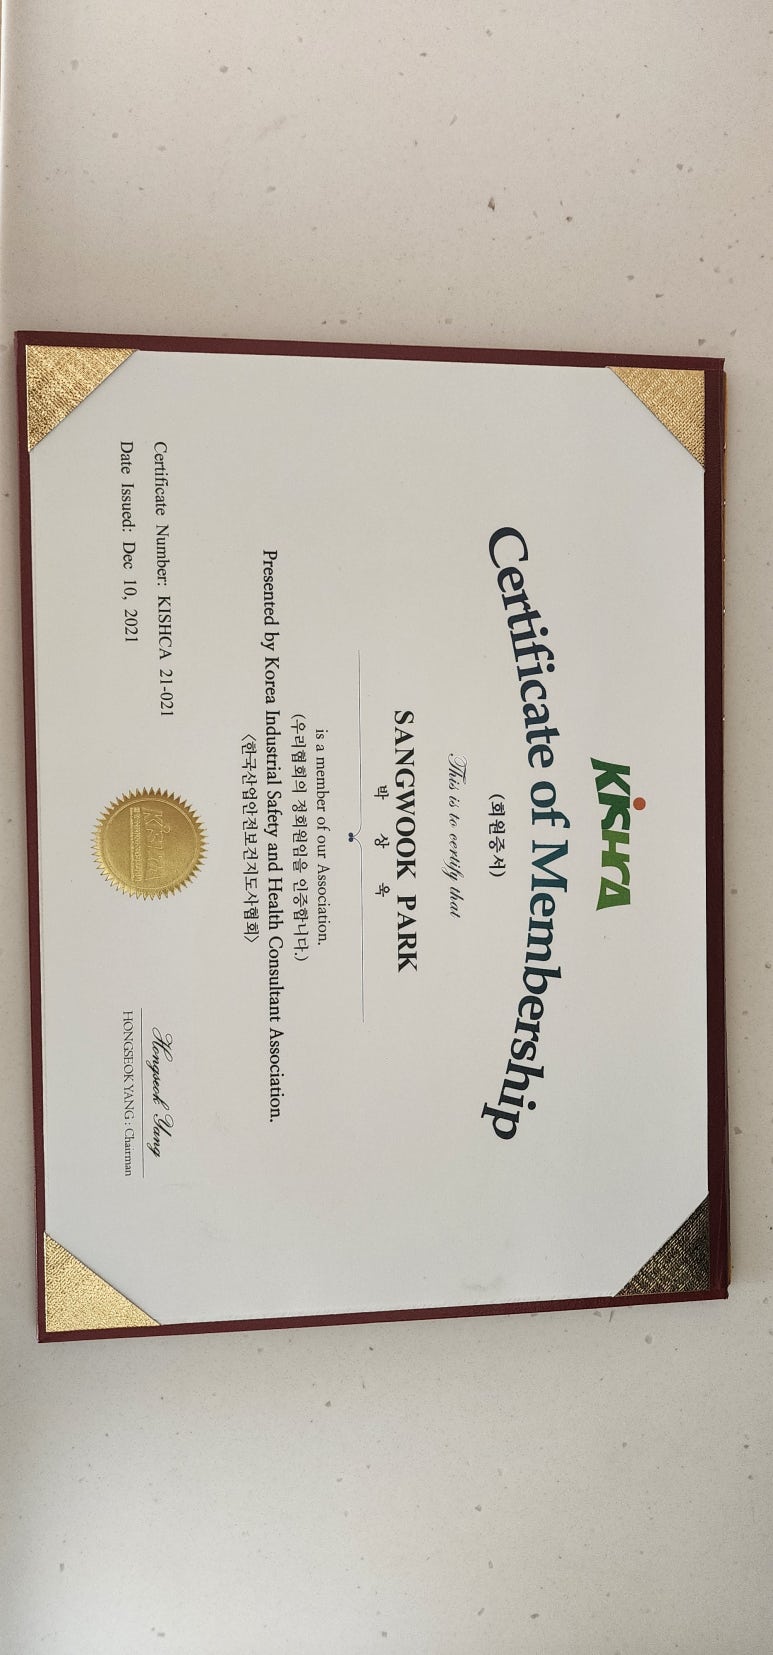 KISHCA
Certificate of Membership
(회원증서)
This is to certify that
SANGWOOK PARK
박 상 욱
is a member of our Association.
(우리협회의 정회원임을 인증합니다.)
Presented by Korea Industrial Safety and Health Consultant Association.
<한국산업안전보건지도사협회>
Certificate Number: KISHCA 21-021
Date Issued: Dec 10, 2021
KISHCA
Hongseok Yang
HONGSEOK YANG : Chairman